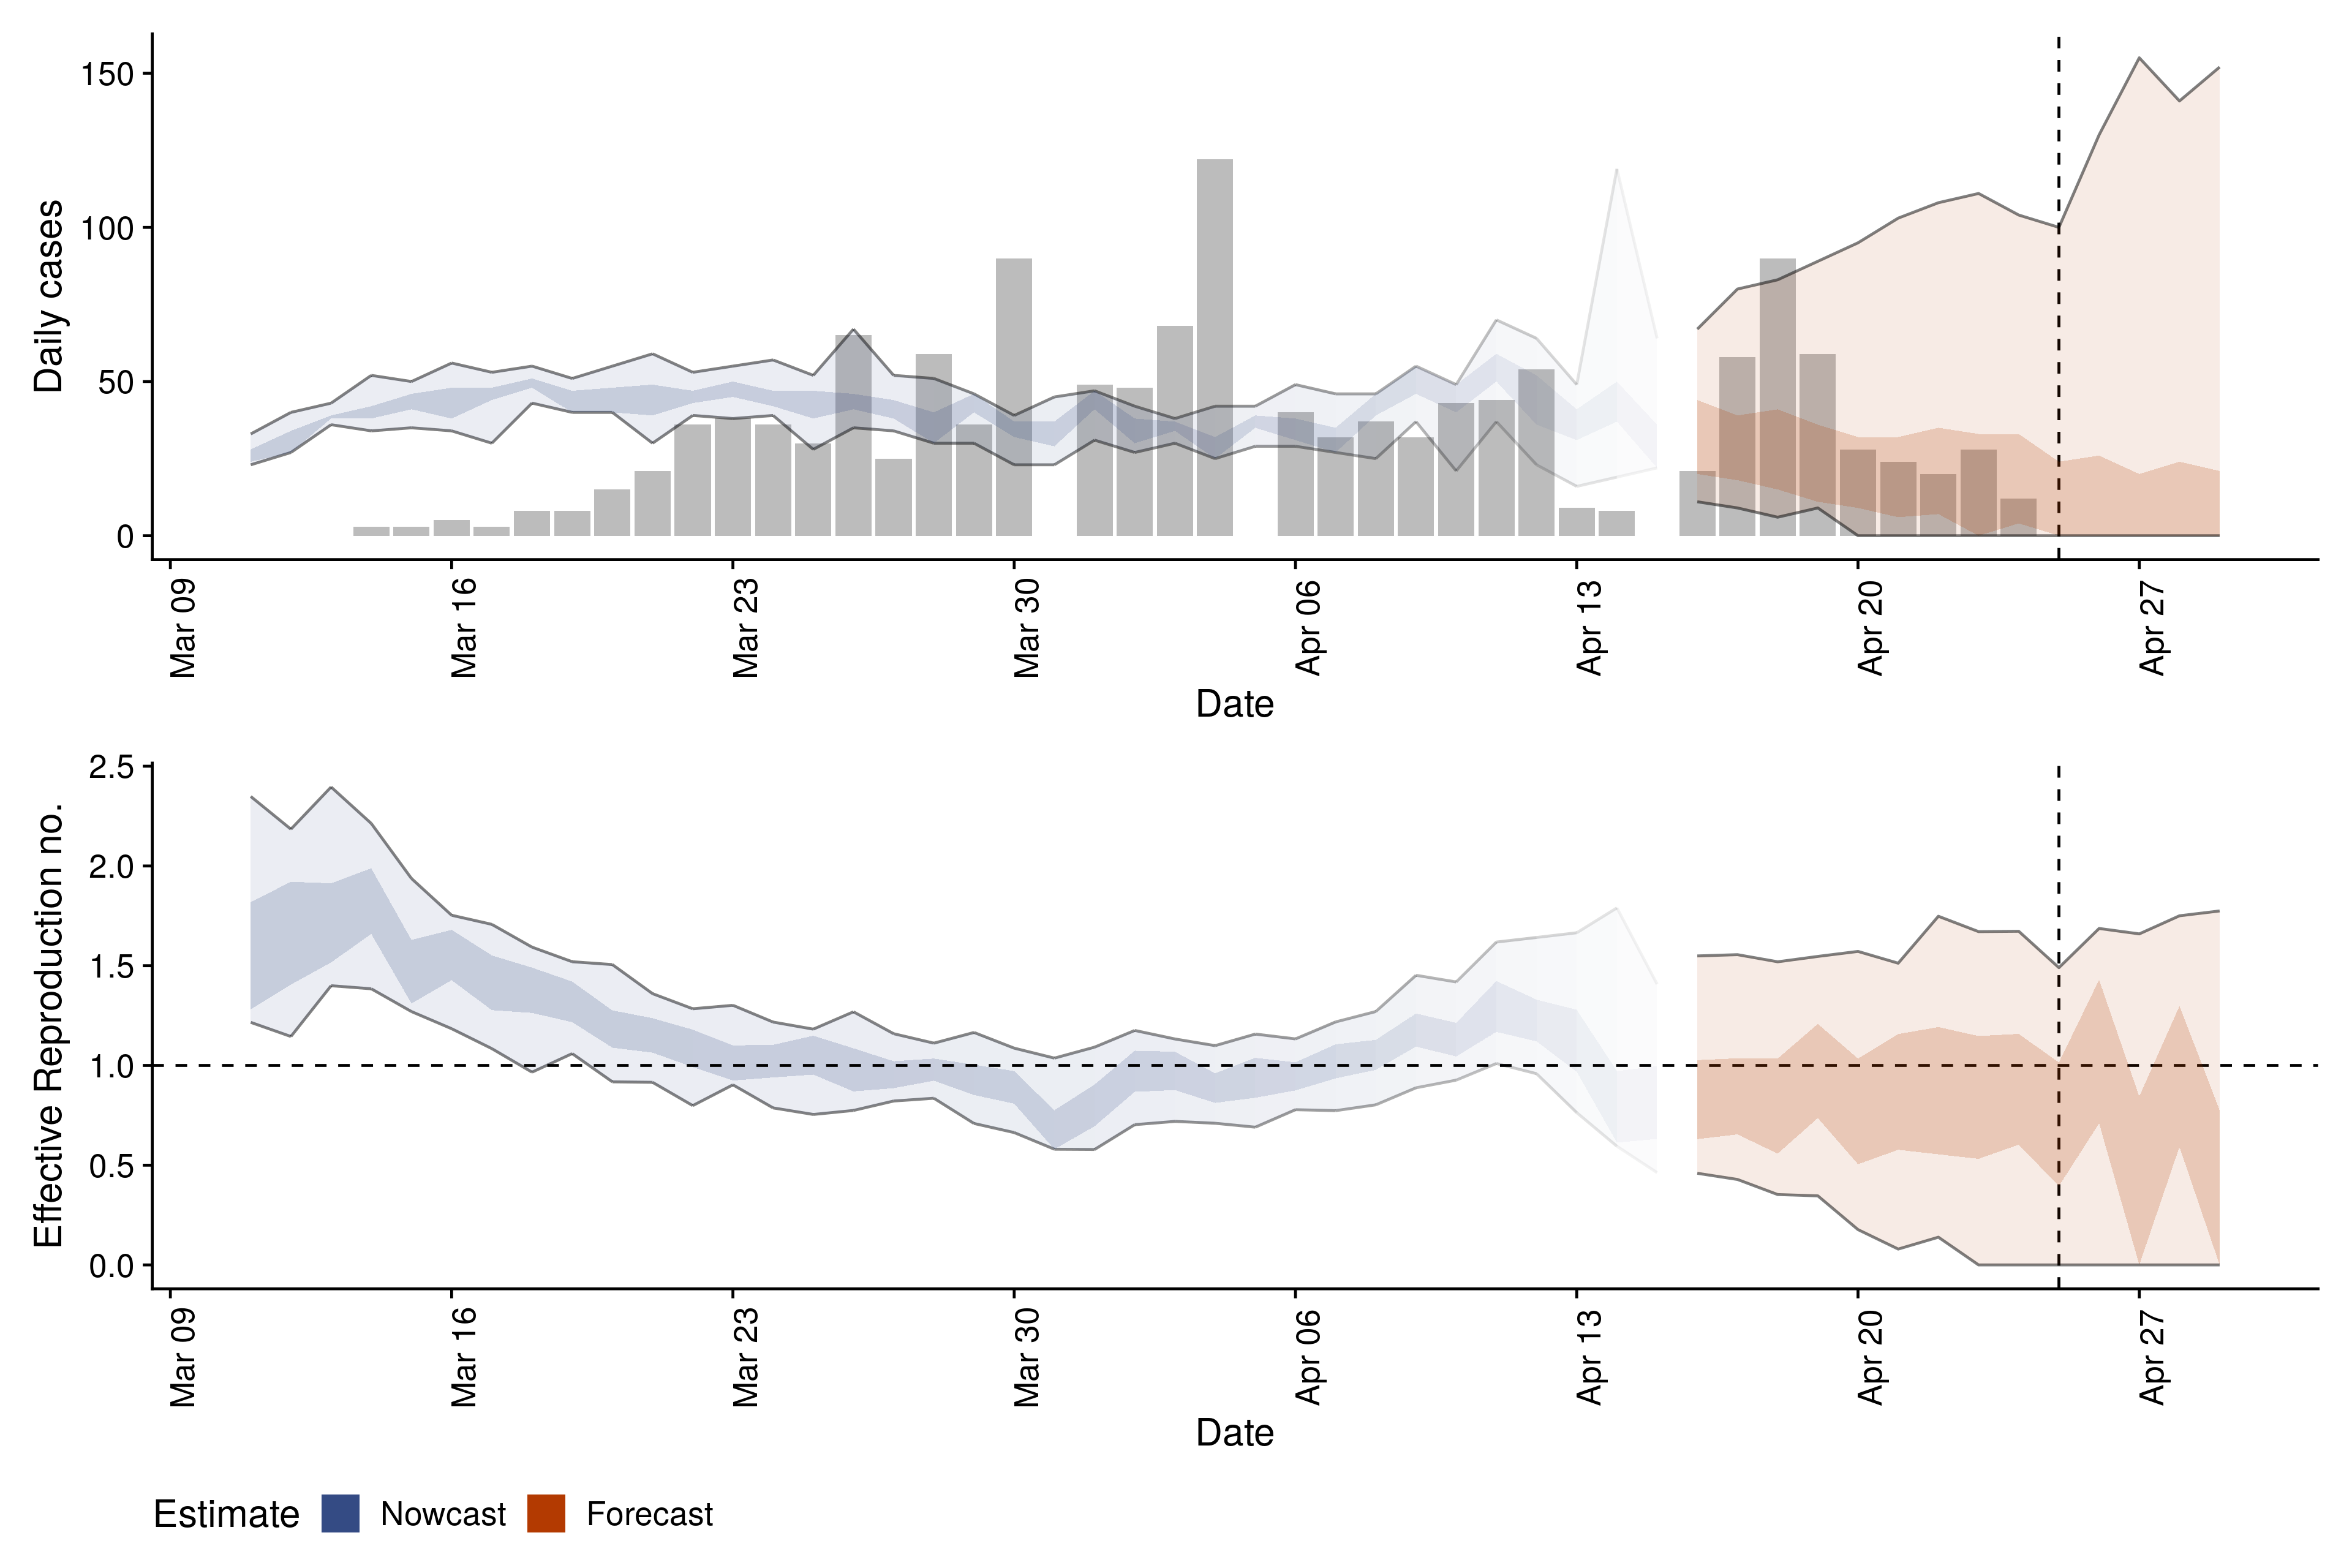 150
100
50
0
Daily cases
Mar 09
Mar 16
Mar 23
Mar 30
Apr 06
Apr 13
Apr 20
Apr 27
Date
2.5
2.0
1.5
1.0
0.5
0.0
Effective Reproduction no.
Mar 09
Mar 16
Mar 23
Mar 30
Apr 06
Apr 13
Apr 20
Apr 27
Date
Estimate Nowcast Forecast